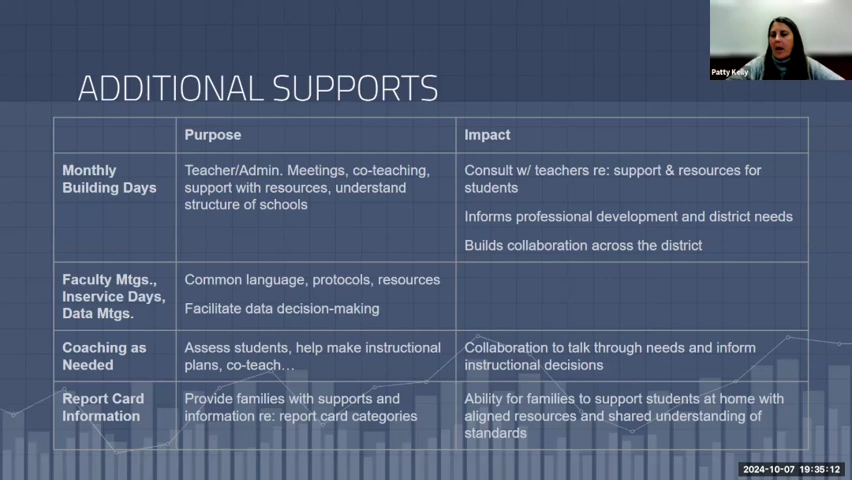 Patty Kelly
ADDITIONAL SUPPORTS
Purpose
Impact
Monthly
Building Days
Teacher/Admin. Meetings, co-teaching,
support with resources, understand
structure of schools
Consult w/ teachers re: support & resources for
students
Informs professional development and district needs
Builds collaboration across the district
Faculty Mtgs.,
Inservice Days,
Data Mtgs.
Common language, protocols, resources
Facilitate data decision-making
Coaching as
Needed
Assess students, help make instructional
plans, co-teach…
Collaboration to talk through needs and inform
instructional decisions
Report Card
Information
Provide families with supports and
information re: report card categories
Ability for families to support students at home with
aligned resources and shared understanding of
standards
2024-10-07 19:35:12